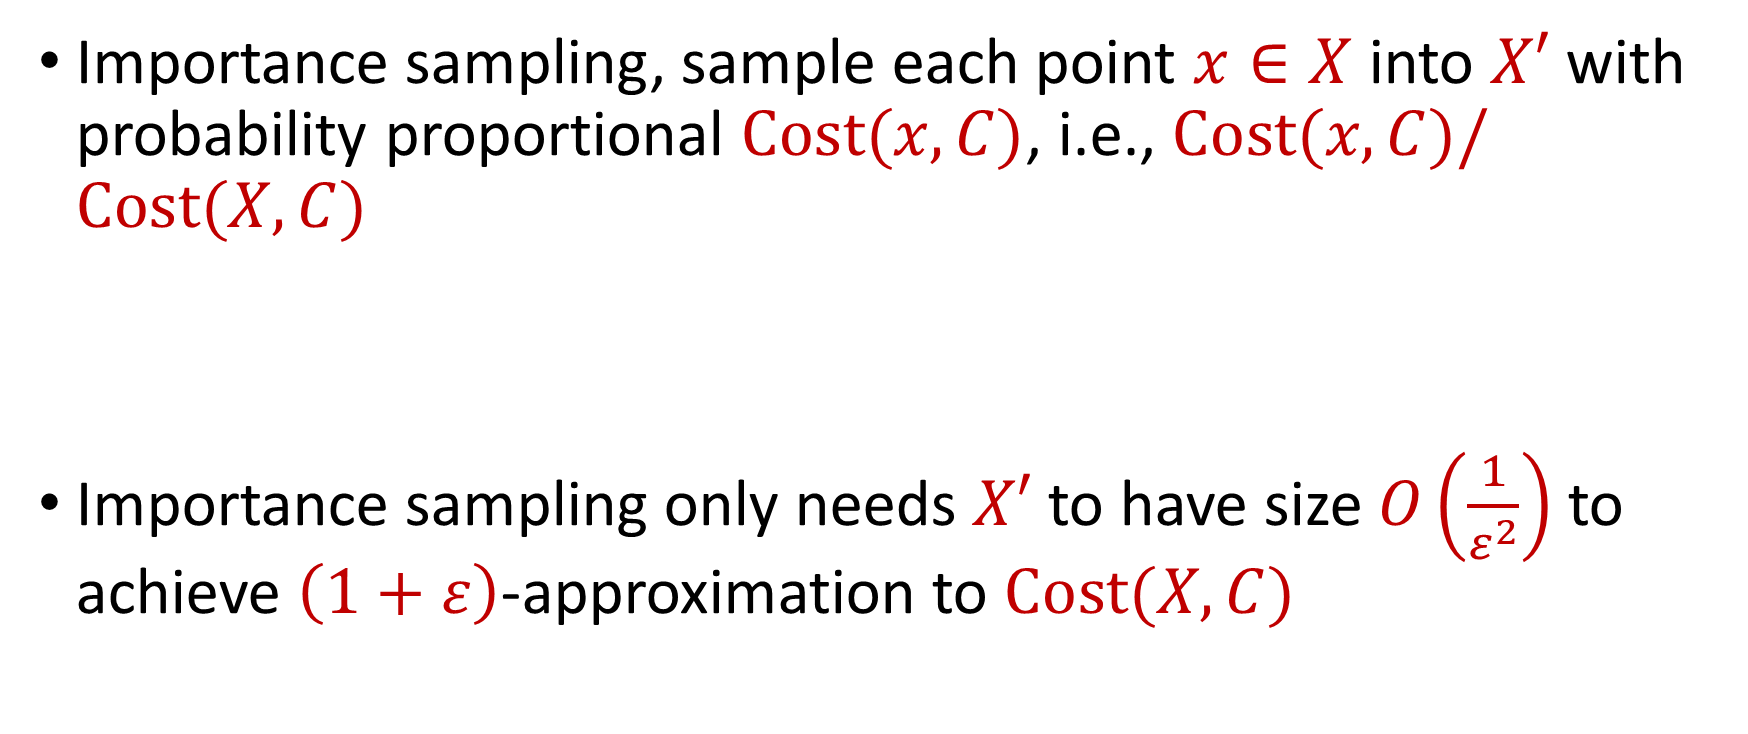 • Importance sampling, sample each point x ∈ X into X′ with
probability proportional Cost(x, C), i.e., Cost(x, C)/
Cost(X, C)
• Importance sampling only needs X′ to have size O(1/ε²) to
achieve (1 + ε)-approximation to Cost(X, C)